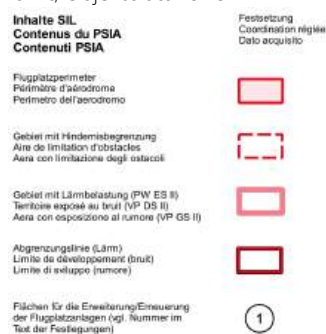 Inhalte SIL
Contenus du PSIA
Contenuti PSIA
Festsetzung
Coordination réglée
Dato acquisito
Flugplatzperimeter
Périmètre d'aérodrome
Perimetro dell'aerodromo
Gebiet mit Hindernisbegrenzung
Aire de limitation d'obstacles
Aera con limitazione degli ostacoli
Gebiet mit Lärmbelastung (PW ES II)
Territoire exposé au bruit (VP DS II)
Aera con esposizione al rumore (VP GS II)
Abgrenzungslinie (Lärm)
Limite de développement (bruit)
Limite di sviluppo (rumore)
Flächen für die Erweiterung/Erneuerung
der Flugplatzanlagen (vgl. Nummer im
Text der Festlegungen)
1